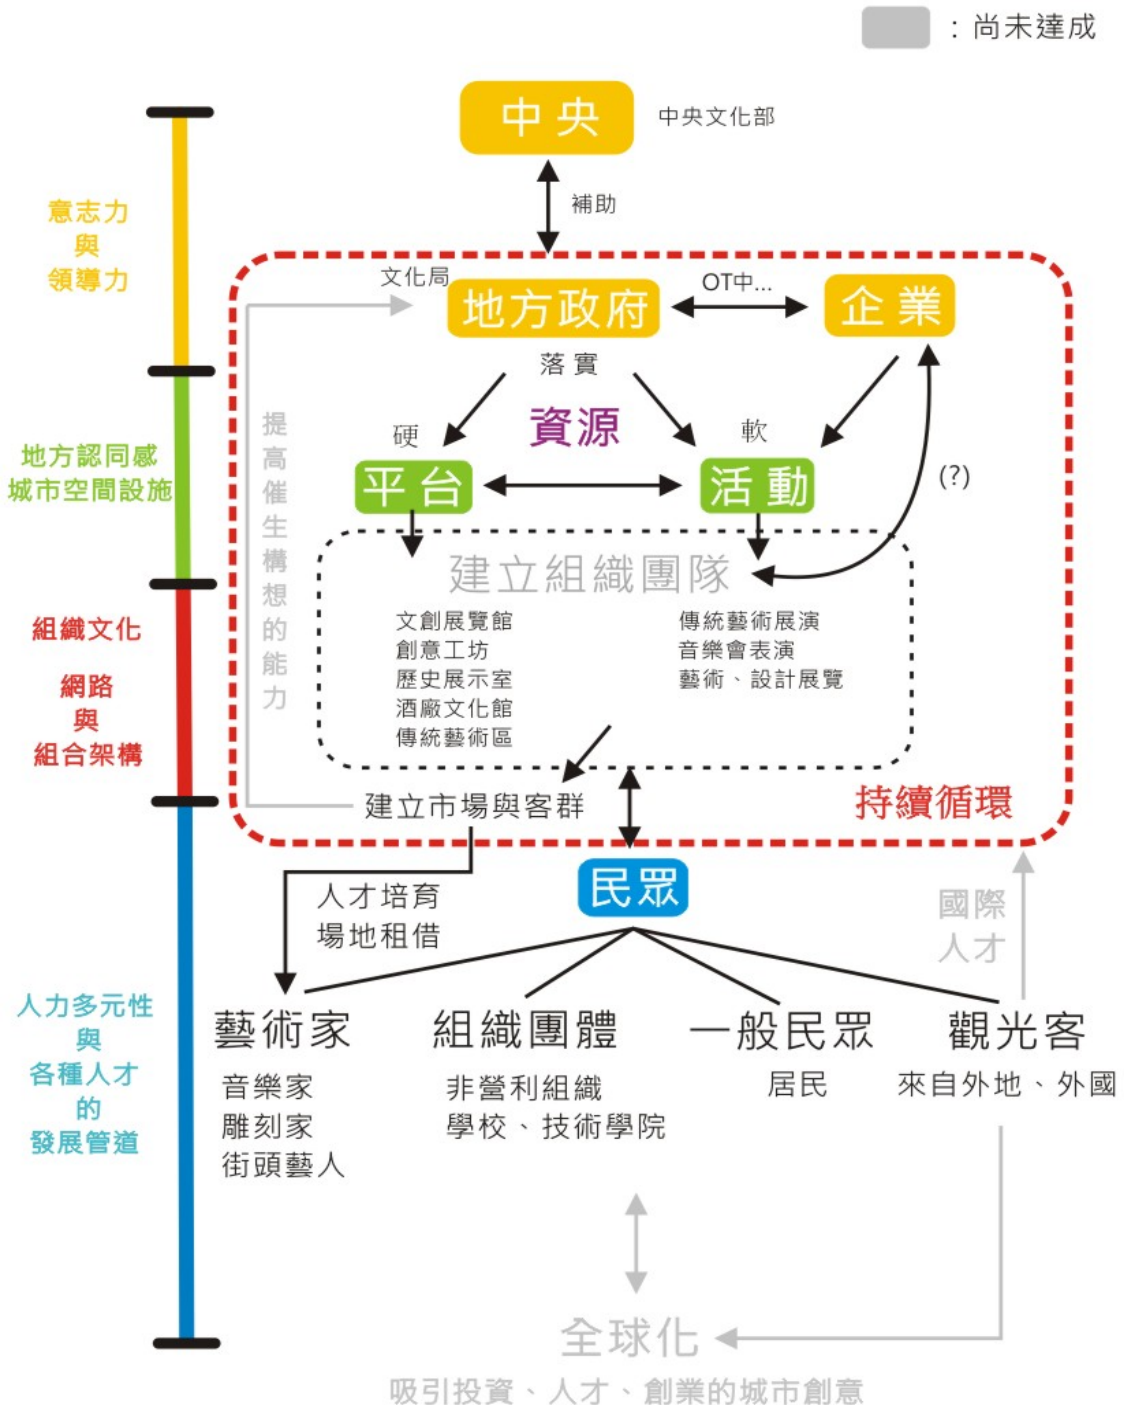 ：尚未達成
中央
中央文化部
補助
意志力
與
領導力
文化局
地方政府
OT中...
企業
落實
資源
硬
軟
平台
活動
(?)
地方認同感
城市空間設施
提高催生構想的能力
建立組織團隊
文創展覽館
創意工坊
歷史展示室
酒廠文化館
傳統藝術區
傳統藝術展演
音樂會表演
藝術、設計展覽
組織文化
網路
與
組合架構
建立市場與客群
持續循環
人才培育
場地租借
民眾
國際
人才
人力多元性
與
各種人才
的
發展管道
藝術家
音樂家
雕刻家
街頭藝人
組織團體
非營利組織
學校、技術學院
一般民眾
居民
觀光客
來自外地、外國
全球化
吸引投資、人才、創業的城市創意